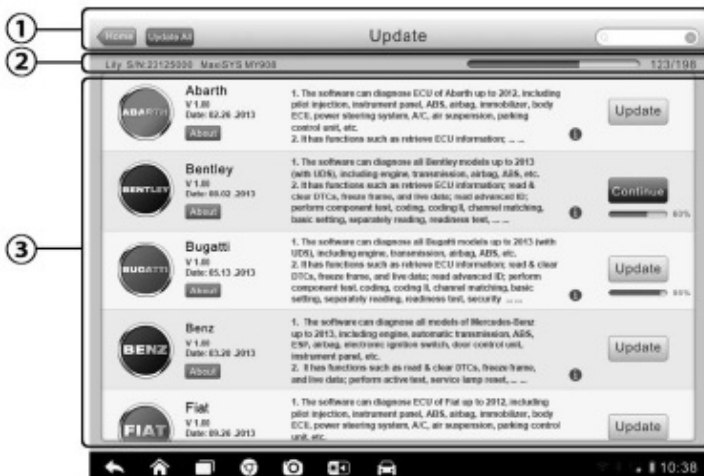 1
Home Update All Update
2
Lily S/N:23125000 MaxiSYS MY908 123/198
3
ABARTH
Abarth
V 1.00
Date: 02.26 .2013
About
1. The software can diagnose ECU of Abarth up to 2012, including
pilot injection, instrument panel, ABS, airbag, immobilizer, body
ECU, power steering system, A/C, air suspension, parking
control unit, etc.
2. It has functions such as retrieve ECU information; ... ...
Update
BENTLEY
Bentley
V 1.00
About
1. The software can diagnose all Bentley models up to 2013
(with UDS), including engine, transmission, airbag, ABS, etc.
2. It has functions such as retrieve ECU information; read &
clear DTCs, freeze frame, and live data; read advanced ID;
perform component test, coding, coding II, channel matching,
basic setting, separately reading, readiness test, ... ...
Continue
BUGATTI
Bugatti
V 1.00
Date: 05.13 .2013
About
1. The software can diagnose all Bugatti models up to 2013 (with
UDS), including engine, transmission, airbag, ABS, etc.
2. It has functions such as retrieve ECU information; read & clear
DTCs, freeze frame, and live data; read advanced ID; perform
component test, coding, coding II, channel matching, basic
setting, separately reading, readiness test, security ... ...
Update
BENZ
Benz
V 1.00
Date: 03.20 .2013
About
1. The software can diagnose all models of Mercedes-Benz
up to 2013, including engine, automatic transmission, ABS,
ESP, airbag, electronic ignition switch, door control unit,
instrument panel, etc.
2. It has functions such as read & clear DTCs, freeze frame,
and live data; perform active test, service lamp reset, ... ...
Update
FIAT
Fiat
V 1.00
Date: 09.26 .2013
1. The software can diagnose ECU of Fiat up to 2012, including
pilot injection, instrument panel, ABS, airbag, immobilizer, body
ECU, power steering system, A/C, air suspension, parking control
unit, etc.
Update
10:38